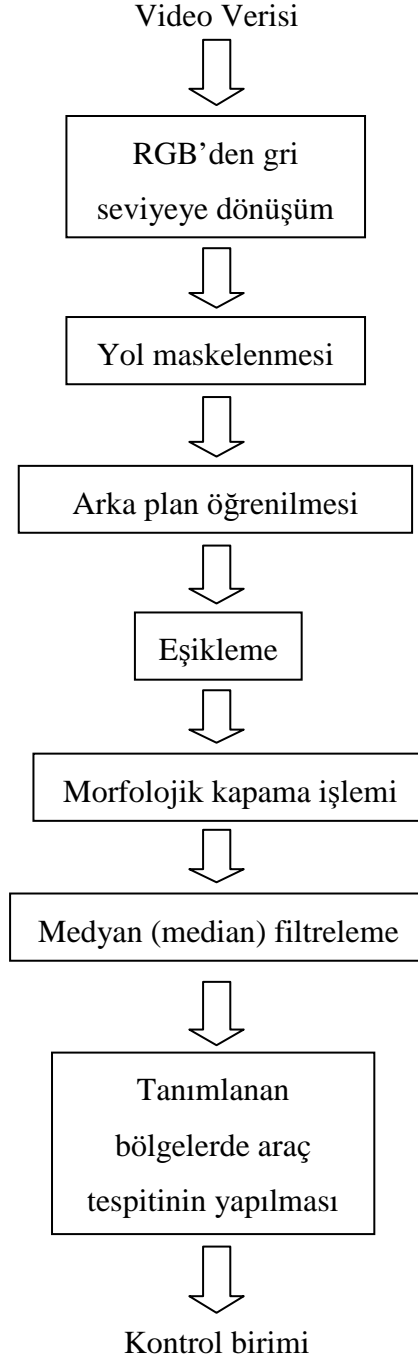 Video Verisi
RGB’den gri
seviyeye dönüşüm
Yol maskelenmesi
Arka plan öğrenilmesi
Eşikleme
Morfolojik kapama işlemi
Medyan (median) filtreleme
Tanımlanan
bölgelerde araç
tespitinin yapılması
Kontrol birimi